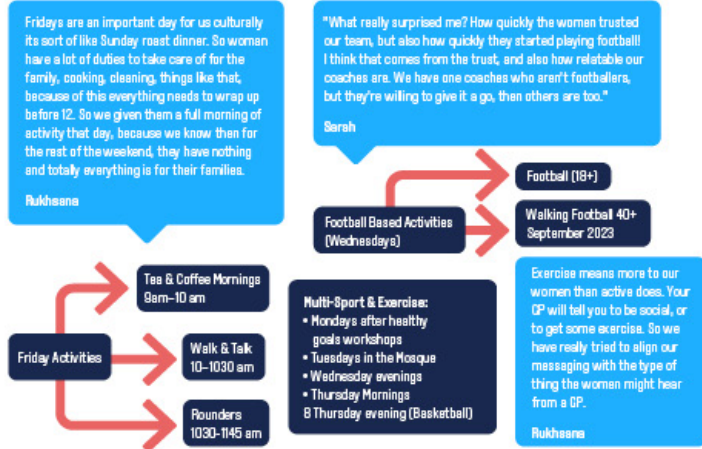 Fridays are an important day for us culturally
its sort of like Sunday roast dinner. So woman
have a lot of duties to take care of for the
family, cooking, cleaning, things like that,
because of this everything needs to wrap up
before 12. So we given them a full morning of
activity that day, because we know then for
the rest of the weekend, they have nothing
and totally everything is for their families.
Rukhsana
"What really surprised me? How quickly the women trusted
our team, but also how quickly they started playing football!
I think that comes from the trust, and also how relatable our
coaches are. We have one coaches who aren't footballers,
but they're willing to give it a go, then others are too."
Sarah
Football Based Activities
(Wednesdays)
Football (18+)
Walking Football 40+
September 2023
Friday Activities
Tea & Coffee Mornings
9am–10 am
Walk & Talk
10–1030 am
Rounders
1030-1145 am
Multi-Sport & Exercise:
• Mondays after healthy
goals workshops
• Tuesdays in the Mosque
• Wednesday evenings
• Thursday Mornings
8 Thursday evening (Basketball)
Exercise means more to our
women than active does. Your
GP will tell you to be social, or
to get some exercise. So we
have really tried to align our
messaging with the type of
thing the women might hear
from a GP.
Rukhsana